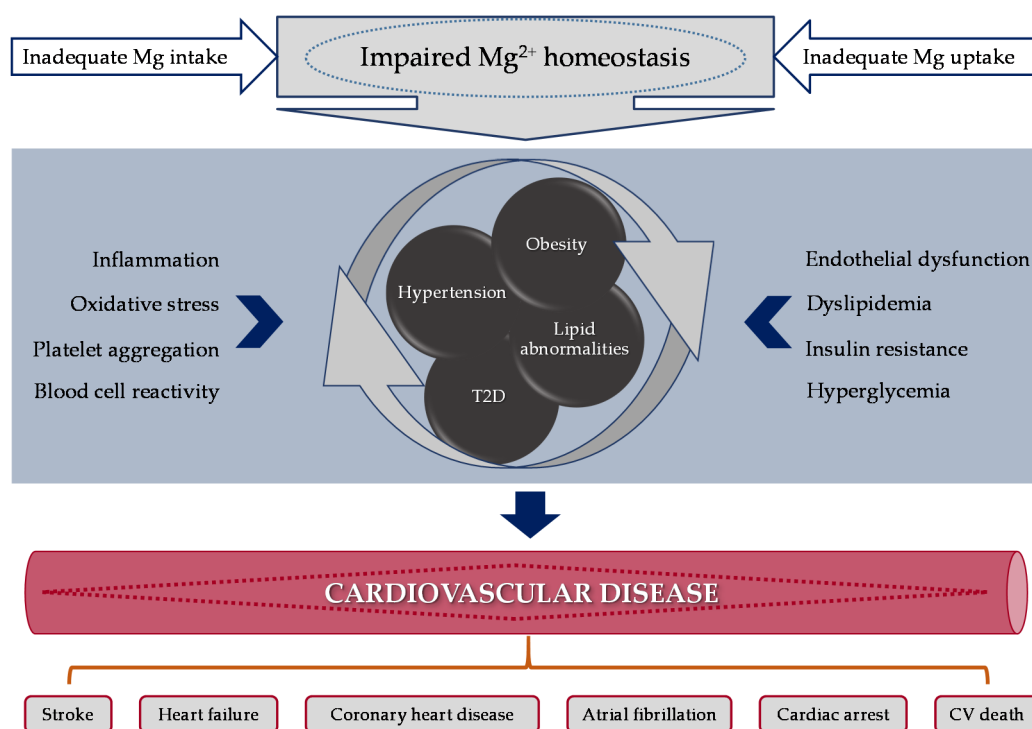 Inadequate Mg intake
Impaired Mg²⁺ homeostasis
Inadequate Mg uptake
Inflammation
Oxidative stress
Platelet aggregation
Blood cell reactivity
Obesity
Hypertension
Lipid
abnormalities
T2D
Endothelial dysfunction
Dyslipidemia
Insulin resistance
Hyperglycemia
CARDIOVASCULAR DISEASE
Stroke
Heart failure
Coronary heart disease
Atrial fibrillation
Cardiac arrest
CV death